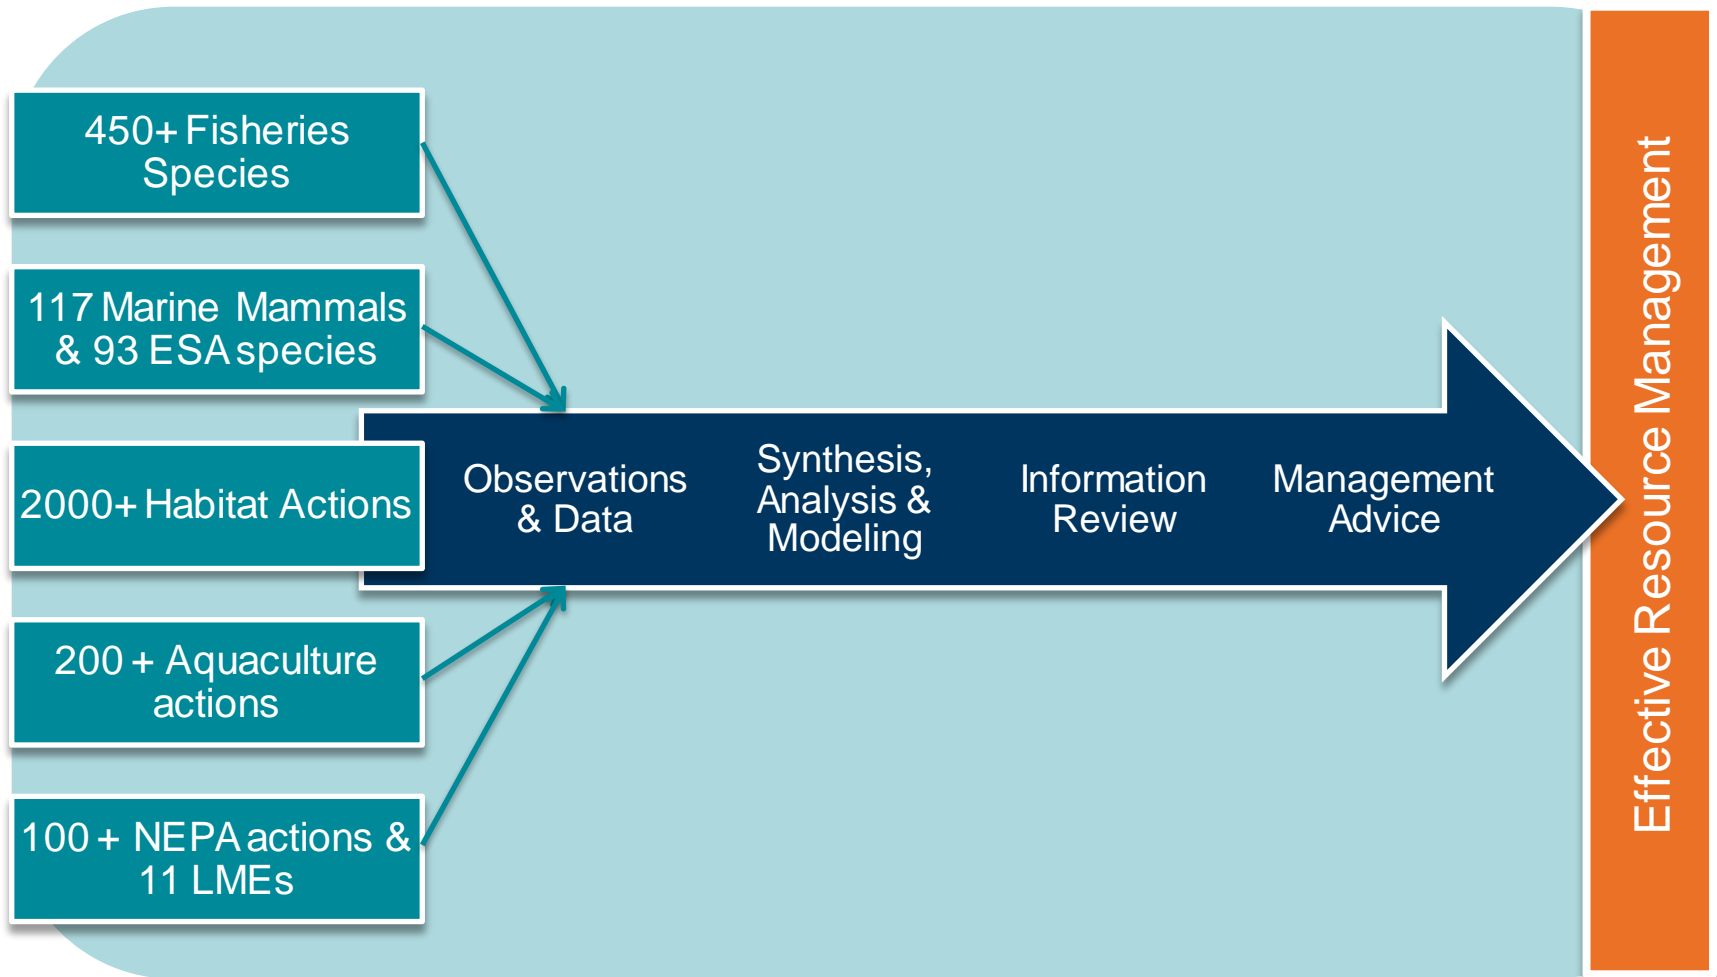 450+ Fisheries
Species
117 Marine Mammals
& 93 ESA species
2000+ Habitat Actions
200 + Aquaculture
actions
100 + NEPA actions &
11 LMEs
Observations
& Data
Synthesis,
Analysis &
Modeling
Information
Review
Management
Advice
Effective Resource Management